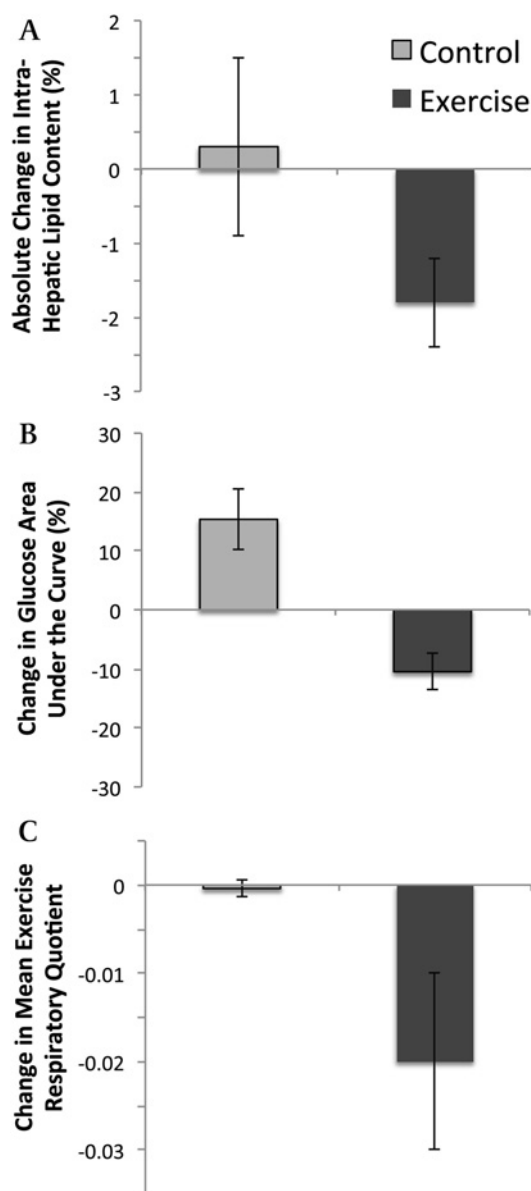 A
Absolute Change in Intra-
Hepatic Lipid Content (%)
2
1
0
-1
-2
-3
Control
Exercise
B
Change in Glucose Area
Under the Curve (%)
30
20
10
0
-10
-20
-30
C
Change in Mean Exercise
Respiratory Quotient
0
-0.01
-0.02
-0.03